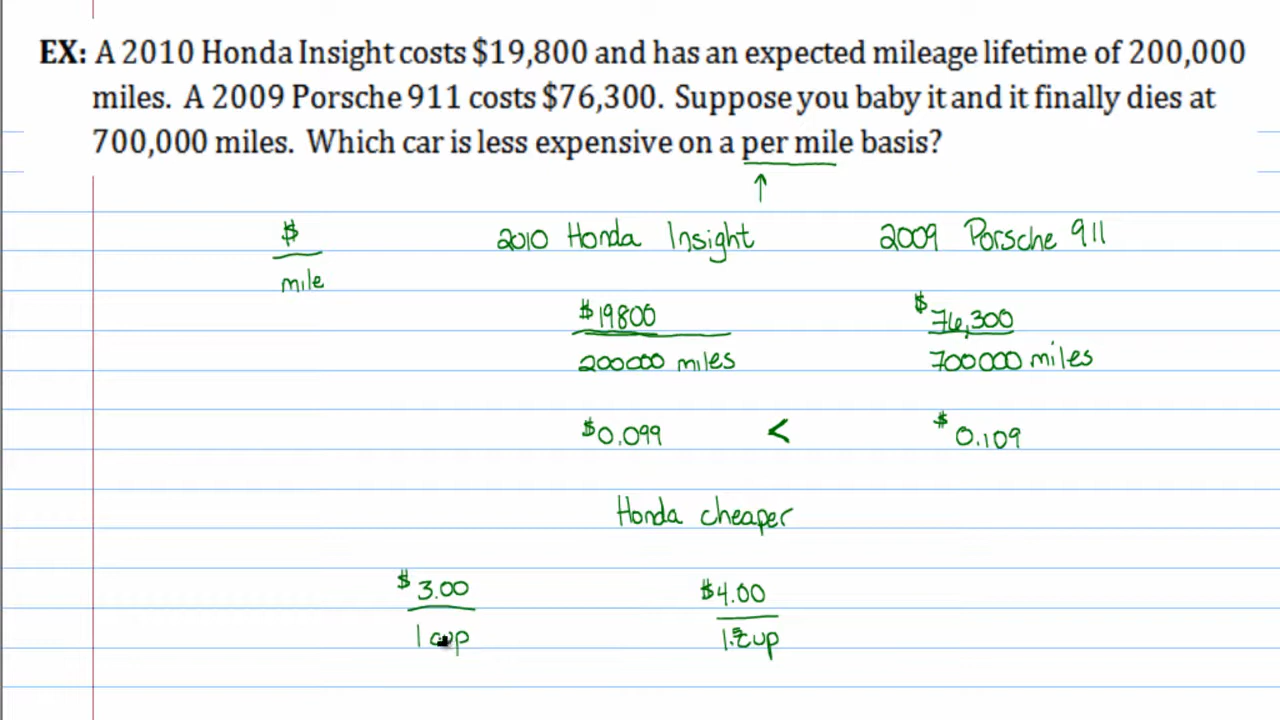 EX: A 2010 Honda Insight costs $19,800 and has an expected mileage lifetime of 200,000
miles. A 2009 Porsche 911 costs $76,300. Suppose you baby it and it finally dies at
700,000 miles. Which car is less expensive on a per mile basis?
↑
$ 2010 Honda Insight 2009 Porsche 911
mile
$19800 $76,300
200000 miles 700000 miles
$0.099 < $0.109
Honda cheaper
$3.00 $4.00
1 cup